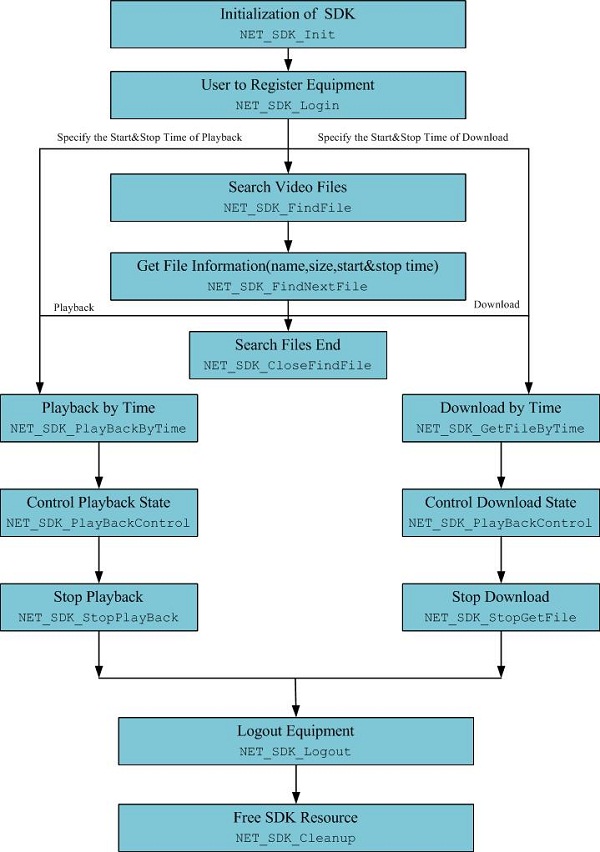 Initialization of SDK
NET_SDK_Init
User to Register Equipment
NET_SDK_Login
Specify the Start&Stop Time of Playback
Specify the Start&Stop Time of Download
Search Video Files
NET_SDK_FindFile
Get File Information(name,size,start&stop time)
NET_SDK_FindNextFile
Playback
Download
Search Files End
NET_SDK_CloseFindFile
Playback by Time
NET_SDK_PlayBackByTime
Download by Time
NET_SDK_GetFileByTime
Control Playback State
NET_SDK_PlayBackControl
Control Download State
NET_SDK_PlayBackControl
Stop Playback
NET_SDK_StopPlayBack
Stop Download
NET_SDK_StopGetFile
Logout Equipment
NET_SDK_Logout
Free SDK Resource
NET_SDK_Cleanup